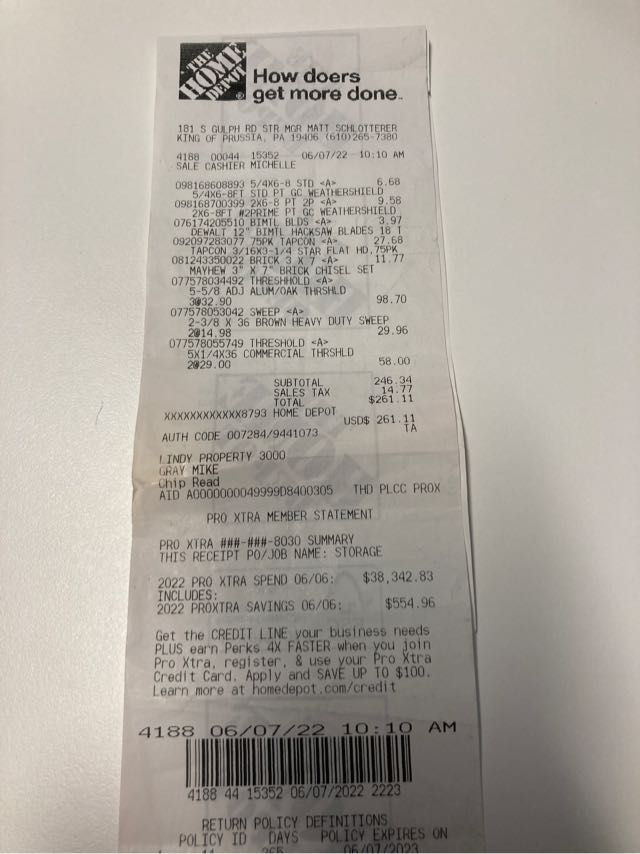 THE
HOME
DEPOT
How doers
get more done™
181 S GULPH RD STR MGR MATT SCHLOTTERER
KING OF PRUSSIA, PA 19406 (610)265-7380
4188 00044 15352 06/07/22 10:10 AM
SALE CASHIER MICHELLE
098168608893 5/4X6-8 STD <A> 6.68
5/4X6-8FT STD PT GC WEATHERSHIELD
098168700399 2X6-8 PT 2P <A> 9.58
2X6-8FT #2PRIME PT GC WEATHERSHIELD
076174205510 BIMTL BLDS <A> 3.97
DEWALT 12" BIMTL HACKSAW BLADES 18 T
092097283077 75PK TAPCON <A> 27.68
TAPCON 3/16X3-1/4 STAR FLAT HD,75PK
081243350022 BRICK 3 X 7 <A> 11.77
MAYHEW 3" X 7" BRICK CHISEL SET
077578034492 THRESHHOLD <A>
5-5/8 ADJ ALUM/OAK THRSHLD
3@32.90 98.70
077578053042 SWEEP <A>
2-3/8 X 36 BROWN HEAVY DUTY SWEEP
2@14.98 29.96
077578055749 THRESHOLD <A>
5X1/4X36 COMMERCIAL THRSHLD
2@29.00 58.00
SUBTOTAL 246.34
SALES TAX 14.77
TOTAL $261.11
XXXXXXXXXXXX8793 HOME DEPOT
USD$ 261.11
AUTH CODE 007284/9441073 TA
LINDY PROPERTY 3000
GRAY MIKE
Chip Read
AID A0000000049999D8400305 THD PLCC PROX
PRO XTRA MEMBER STATEMENT
PRO XTRA ###-###-8030 SUMMARY
THIS RECEIPT PO/JOB NAME: STORAGE
2022 PRO XTRA SPEND 06/06: $38,342.83
INCLUDES:
2022 PROXTRA SAVINGS 06/06: $554.96
Get the CREDIT LINE your business needs
PLUS earn Perks 4X FASTER when you join
Pro Xtra, register, & use your Pro Xtra
Credit Card. Apply and SAVE UP TO $100.
Learn more at homedepot.com/credit
4188 06/07/22 10:10 AM
4188 44 15352 06/07/2022 2223
RETURN POLICY DEFINITIONS
POLICY ID DAYS POLICY EXPIRES ON
365 06/07/2023